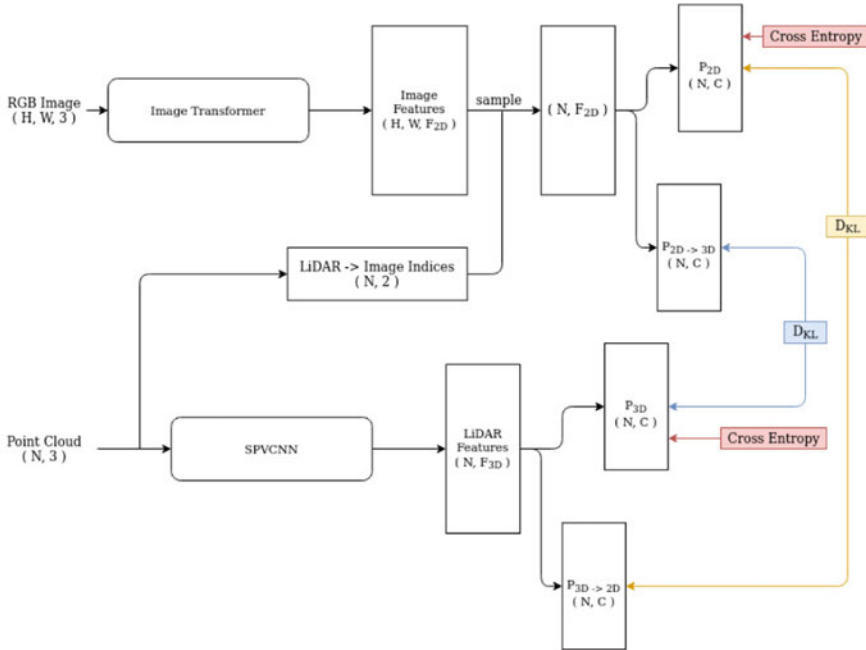 RGB Image
( H, W, 3 )
Image Transformer
Image
Features
( H, W, F2D )
sample
( N, F2D )
P2D
( N, C )
Cross Entropy
P2D -> 3D
( N, C )
DKL
DKL
LiDAR -> Image Indices
( N, 2 )
Point Cloud
( N, 3 )
SPVCNN
LiDAR
Features
( N, F3D )
P3D
( N, C )
Cross Entropy
P3D -> 2D
( N, C )